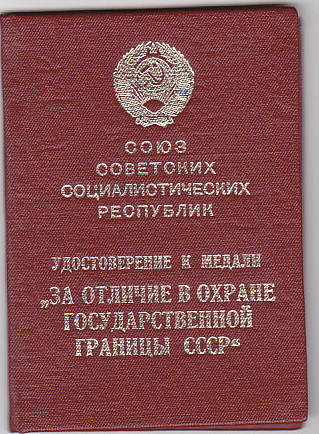 СОЮЗ
СОВЕТСКИХ
СОЦИАЛИСТИЧЕСКИХ
РЕСПУБЛИК
УДОСТОВЕРЕНИЕ К МЕДАЛИ
„ЗА ОТЛИЧИЕ В ОХРАНЕ
ГОСУДАРСТВЕННОЙ
ГРАНИЦЫ СССР“